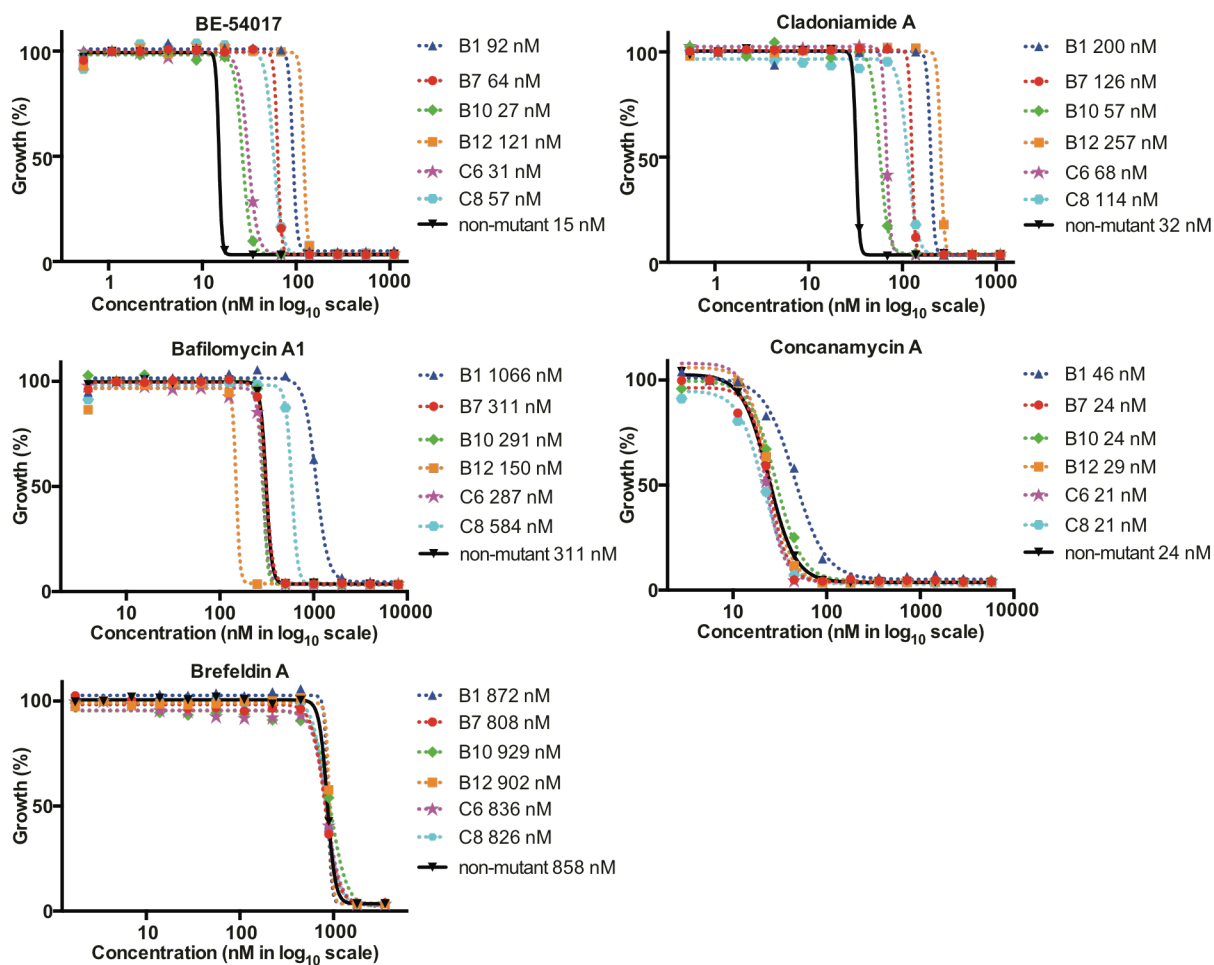 BE-54017
Growth (%)
100
50
0
1
10
100
1000
Concentration (nM in log10 scale)
B1 92 nM
B7 64 nM
B10 27 nM
B12 121 nM
C6 31 nM
C8 57 nM
non-mutant 15 nM
Cladoniamide A
Growth (%)
100
50
0
1
10
100
1000
Concentration (nM in log10 scale)
B1 200 nM
B7 126 nM
B10 57 nM
B12 257nM
C6 68 nM
C8 114 nM
non-mutant 32 nM
Bafilomycin A1
Growth (%)
100
50
0
10
100
1000
10000
Concentration (nM in log10 scale)
B1 1066 nM
B7 311 nM
B10 291 nM
B12 150 nM
C6 287 nM
C8 584 nM
non-mutant 311 nM
Concanamycin A
Growth (%)
100
50
0
10
100
1000
10000
Concentration (nM in log10 scale)
B1 46 nM
B7 24 nM
B10 24 nM
B12 29 nM
C6 21 nM
C8 21 nM
non-mutant 24 nM
Brefeldin A
Growth (%)
100
50
0
10
100
1000
Concentration (nM in log10 scale)
B1 872 nM
B7 808 nM
B10 929 nM
B12 902 nM
C6 836 nM
C8 826 nM
non-mutant 858 nM